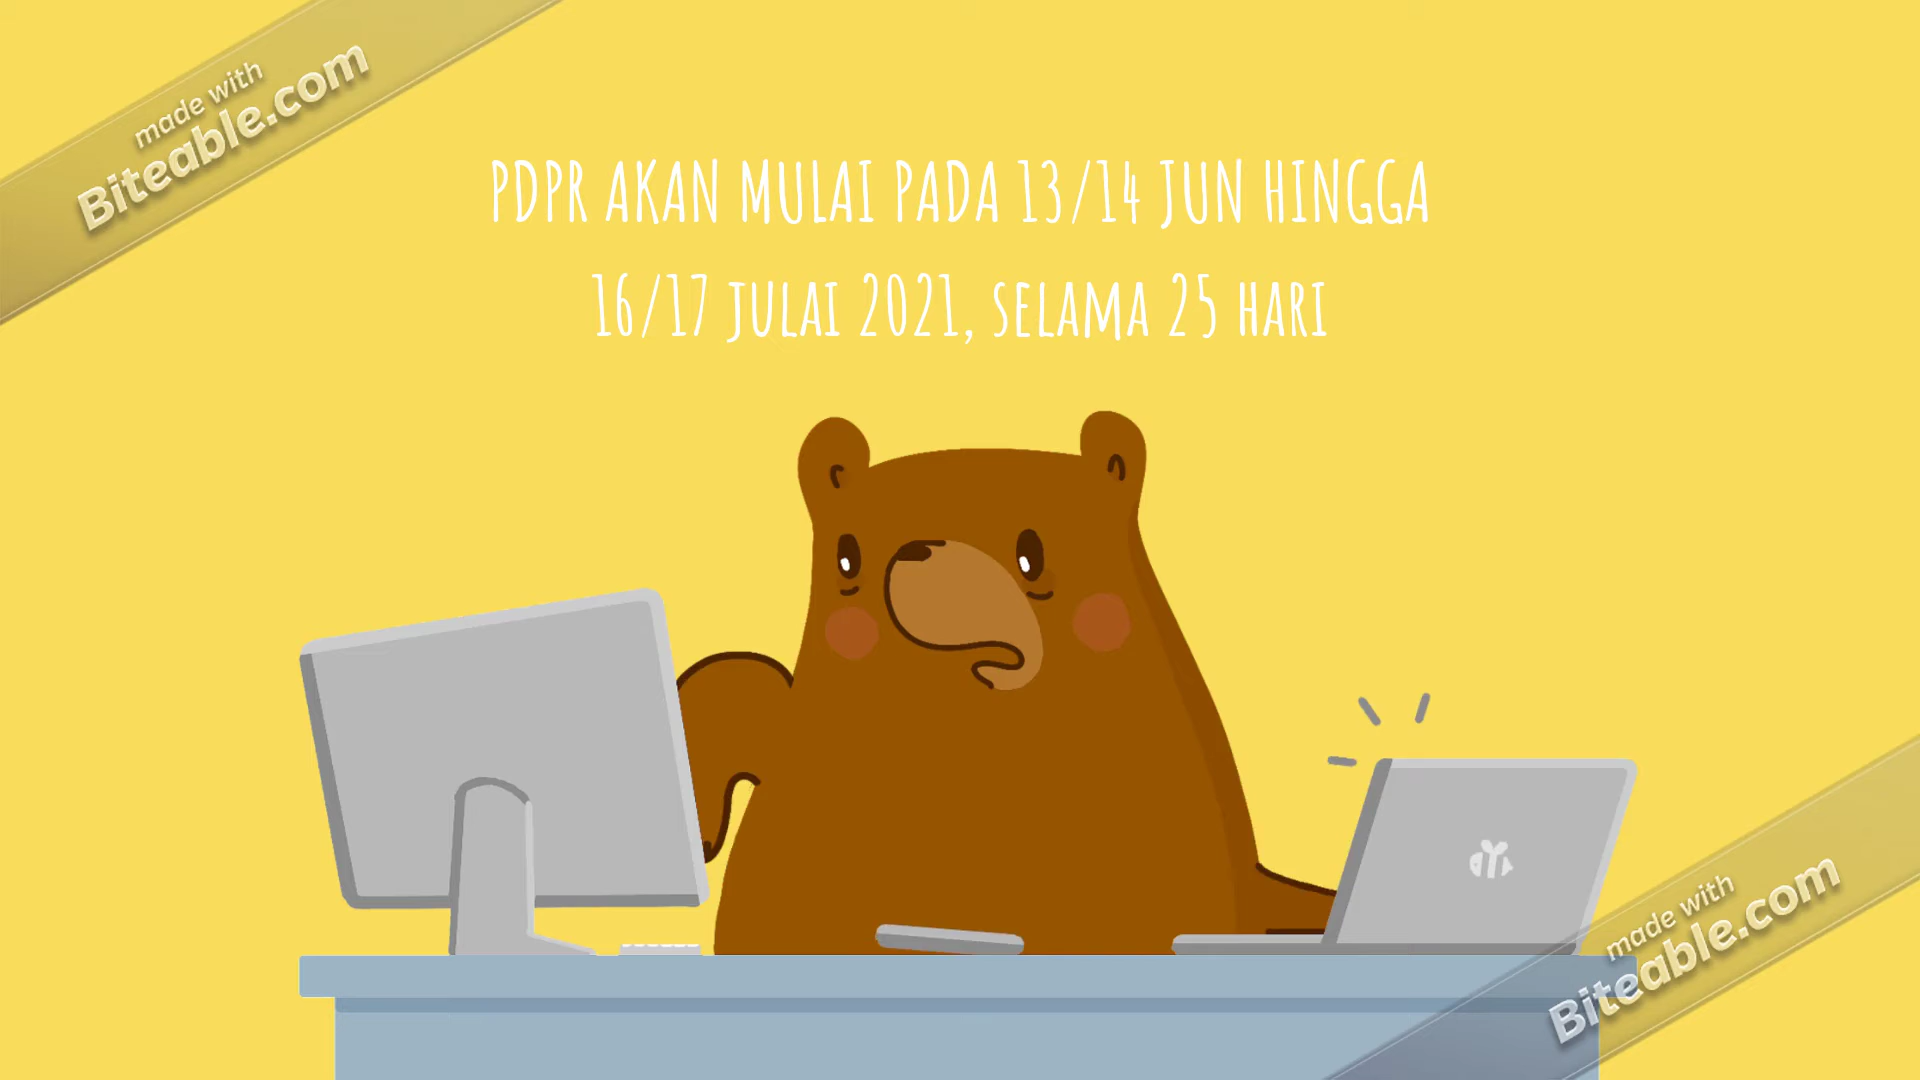 made with
Biteable.com
PDPR AKAN MULAI PADA 13/14 JUN HINGGA
16/17 JULAI 2021, SELAMA 25 HARI
made with
Biteable.com